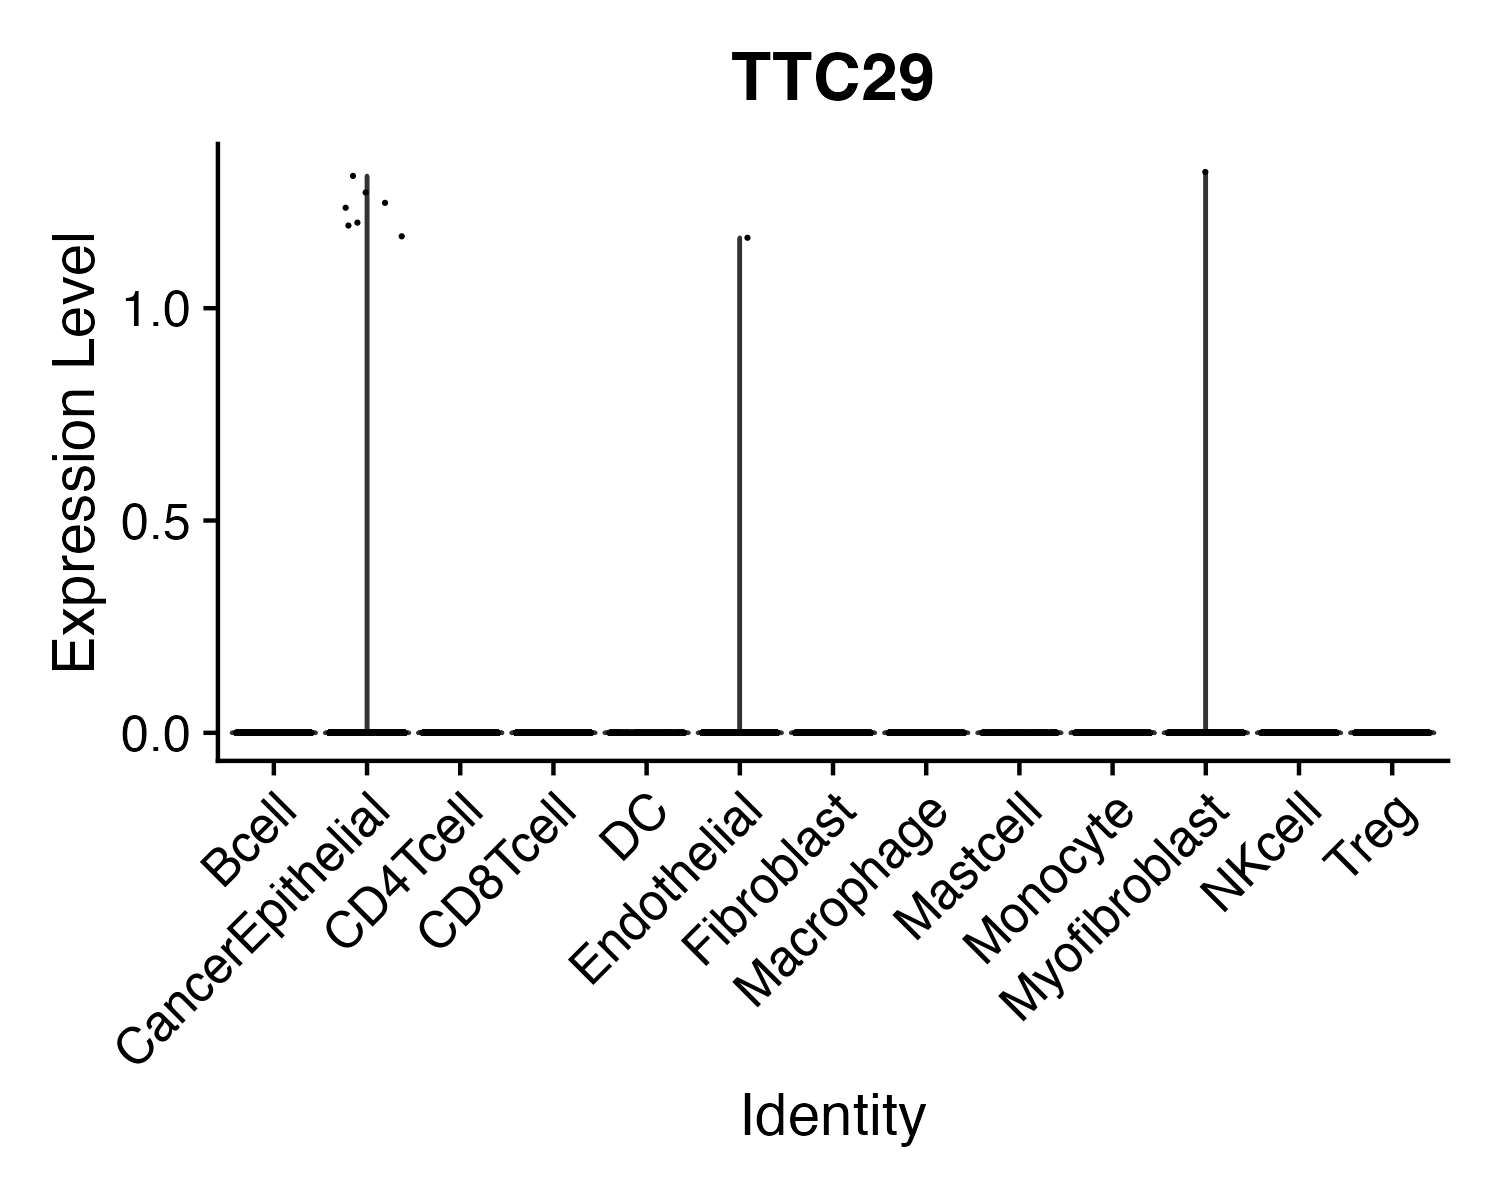 TTC29
Expression Level
1.0
0.5
0.0
Bcell
CancerEpithelial
CD4Tcell
CD8Tcell
DC
Endothelial
Fibroblast
Macrophage
Mastcell
Monocyte
Myofibroblast
NKcell
Treg
Identity